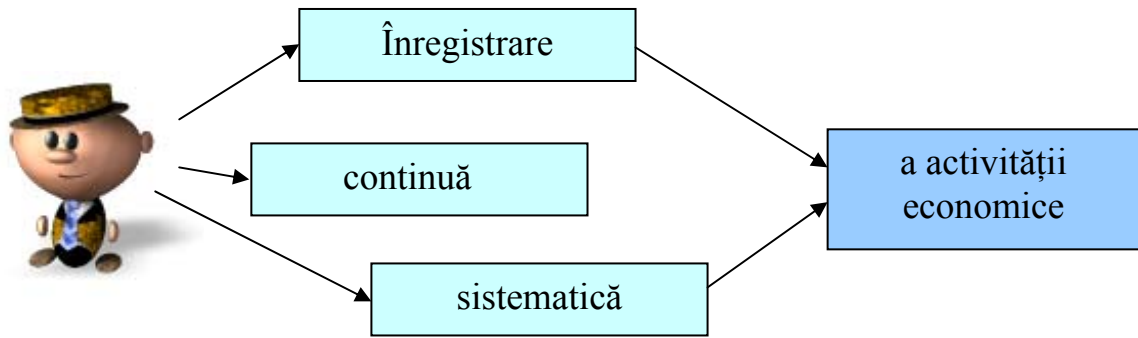 Înregistrare
continuă
a activității
economice
sistematică